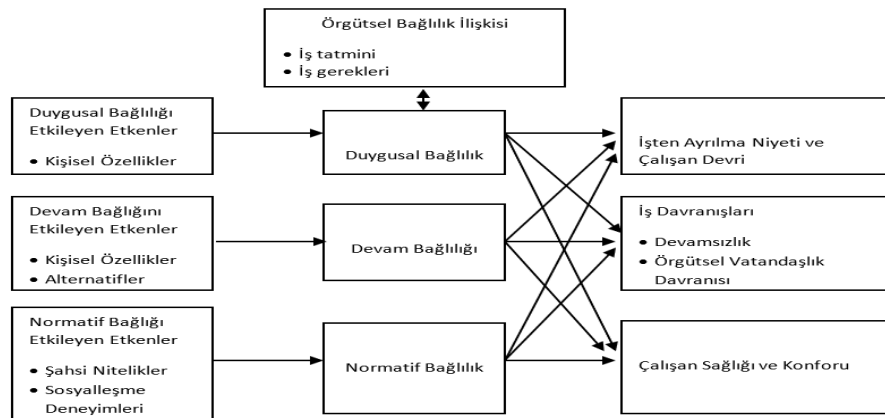 Örgütsel Bağlılık İlişkisi
• İş tatmini
• İş gerekleri
Duygusal Bağlılığı
Etkileyen Etkenler
• Kişisel Özellikler
Duygusal Bağlılık
İşten Ayrılma Niyeti ve
Çalışan Devri
Devam Bağlığını
Etkileyen Etkenler
• Kişisel Özellikler
• Alternatifler
Devam Bağlılığı
İş Davranışları
• Devamsızlık
• Örgütsel Vatandaşlık
Davranısı
Normatif Bağlığı
Etkileyen Etkenler
• Şahsi Nitelikler
• Sosyalleşme
Deneyimleri
Normatif Bağlılık
Çalışan Sağlığı ve Konforu